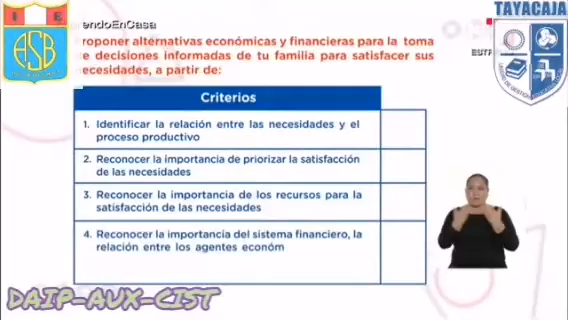 TAYACAJA
rendoEnCasa
I E
ASB
ESTR
roponer alternativas económicas y financieras para la toma
e decisiones informadas de tu familia para satisfacer sus
ecesidades, a partir de:
Criterios
1. Identificar la relación entre las necesidades y el
proceso productivo
2. Reconocer la importancia de priorizar la satisfacción
de las necesidades
3. Reconocer la importancia de los recursos para la
satisfacción de las necesidades
4. Reconocer la importancia del sistema financiero, la
relación entre los agentes económ
DAIP-AUX-CIST